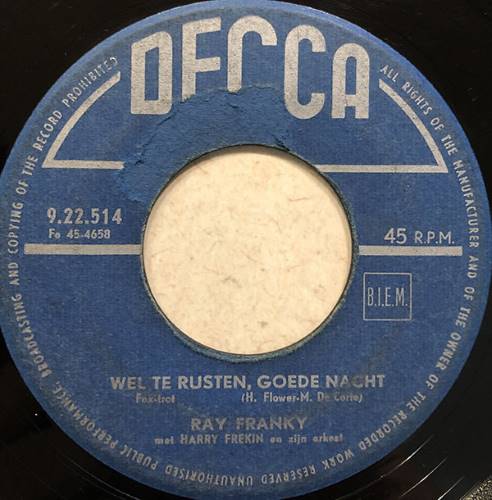 DECCA
ALL RIGHTS OF THE MANUFACTURER AND OF THE OWNER OF THE RECORDED WORK RESERVED UNAUTHORISED PUBLIC PERFORMANCE, BROADCASTING AND COPYING OF THE RECORD PROHIBITED
9.22.514
Fo 45-4658
45 R.P.M.
B.I.E.M.
WEL TE RUSTEN, GOEDE NACHT
Fox-trot (H. Flower-M. De Corte)
RAY FRANKY
met HARRY FREKIN en zijn orkest